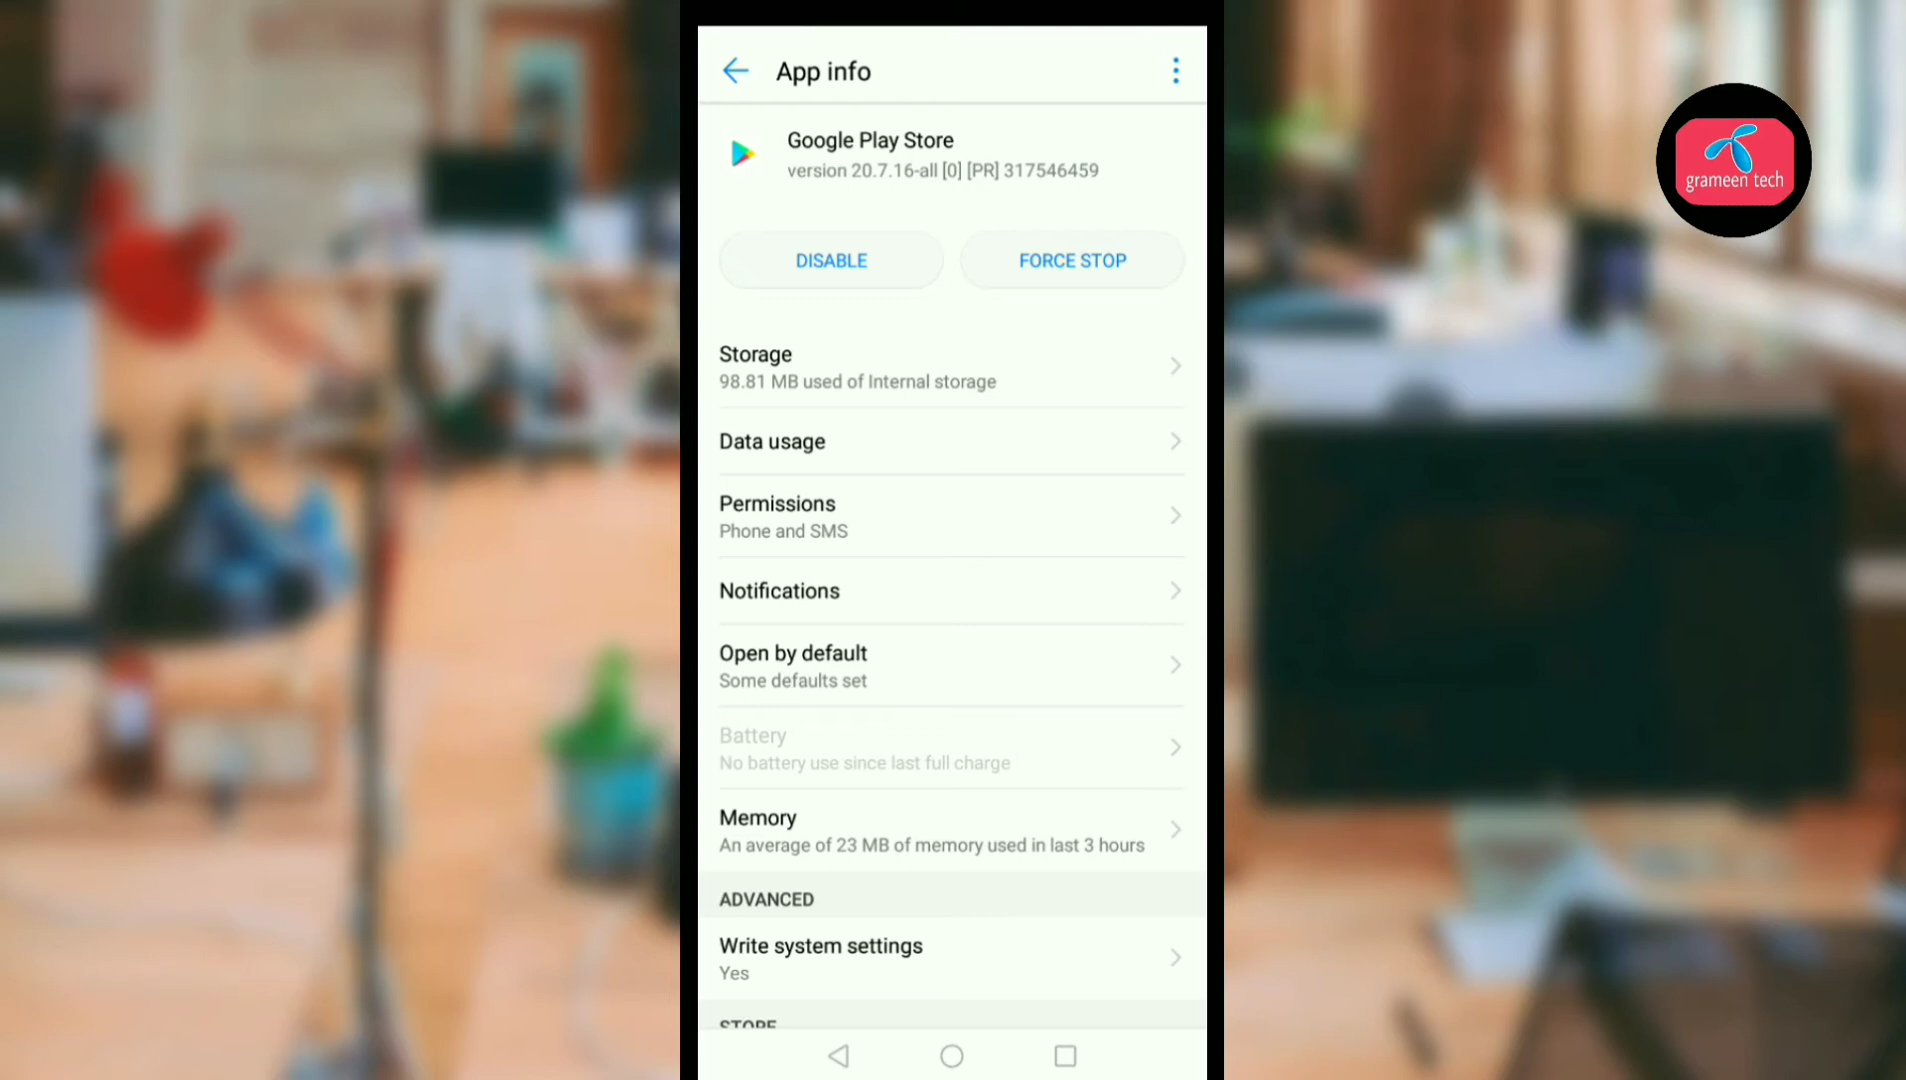 App info
Google Play Store
version 20.7.16-all [0] [PR] 317546459
DISABLE
FORCE STOP
Storage
98.81 MB used of Internal storage
Data usage
Permissions
Phone and SMS
Notifications
Open by default
Some defaults set
Battery
No battery use since last full charge
Memory
An average of 23 MB of memory used in last 3 hours
ADVANCED
Write system settings
Yes
STORE
grameen tech